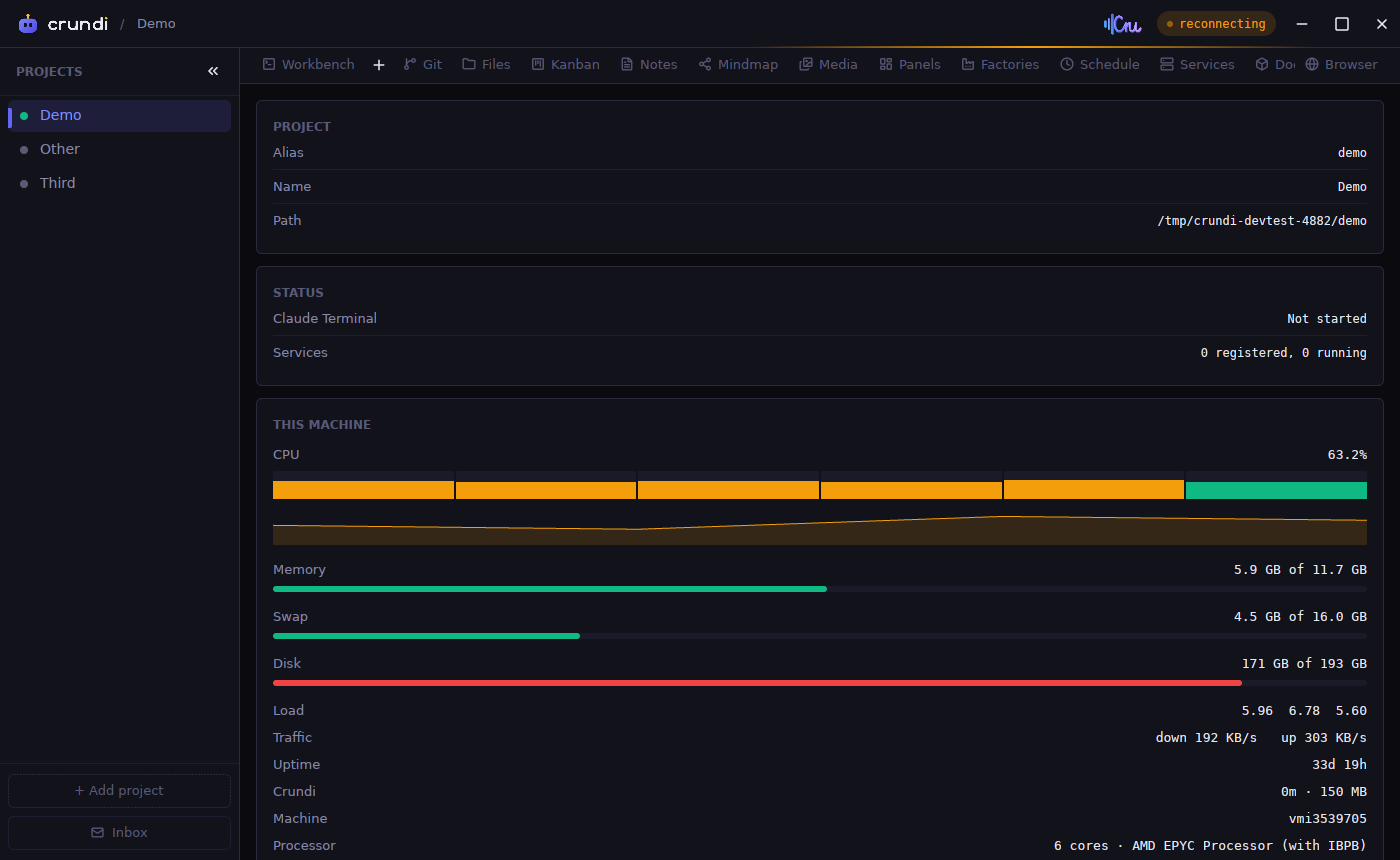 crundi / Demo
Cru
reconnecting
PROJECTS
Workbench + Git Files Kanban Notes Mindmap Media Panels Factories Schedule Services Doc Browser
Demo
Other
Third
PROJECT
Alias demo
Name Demo
Path /tmp/crundi-devtest-4882/demo
STATUS
Claude Terminal Not started
Services 0 registered, 0 running
THIS MACHINE
CPU 63.2%
Memory 5.9 GB of 11.7 GB
Swap 4.5 GB of 16.0 GB
Disk 171 GB of 193 GB
Load 5.96 6.78 5.60
Traffic down 192 KB/s up 303 KB/s
Uptime 33d 19h
Crundi 0m · 150 MB
Machine vmi3539705
Processor 6 cores · AMD EPYC Processor (with IBPB)
+ Add project
Inbox